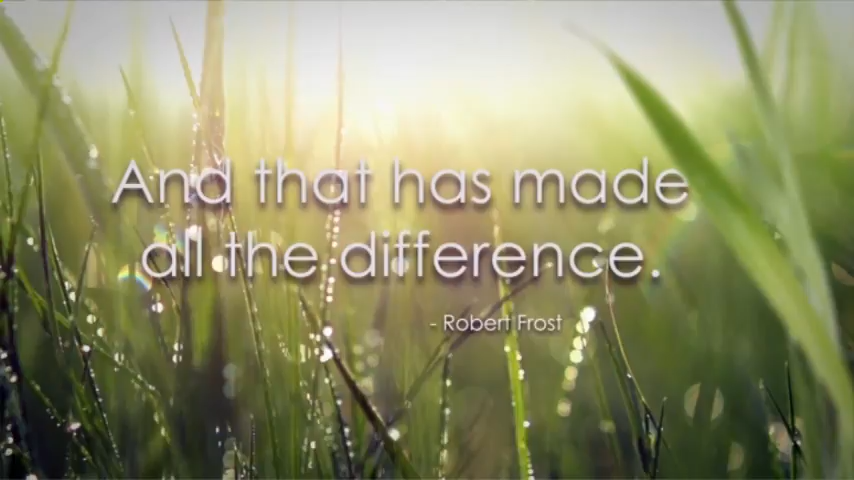 And that has made
all the difference.
- Robert Frost